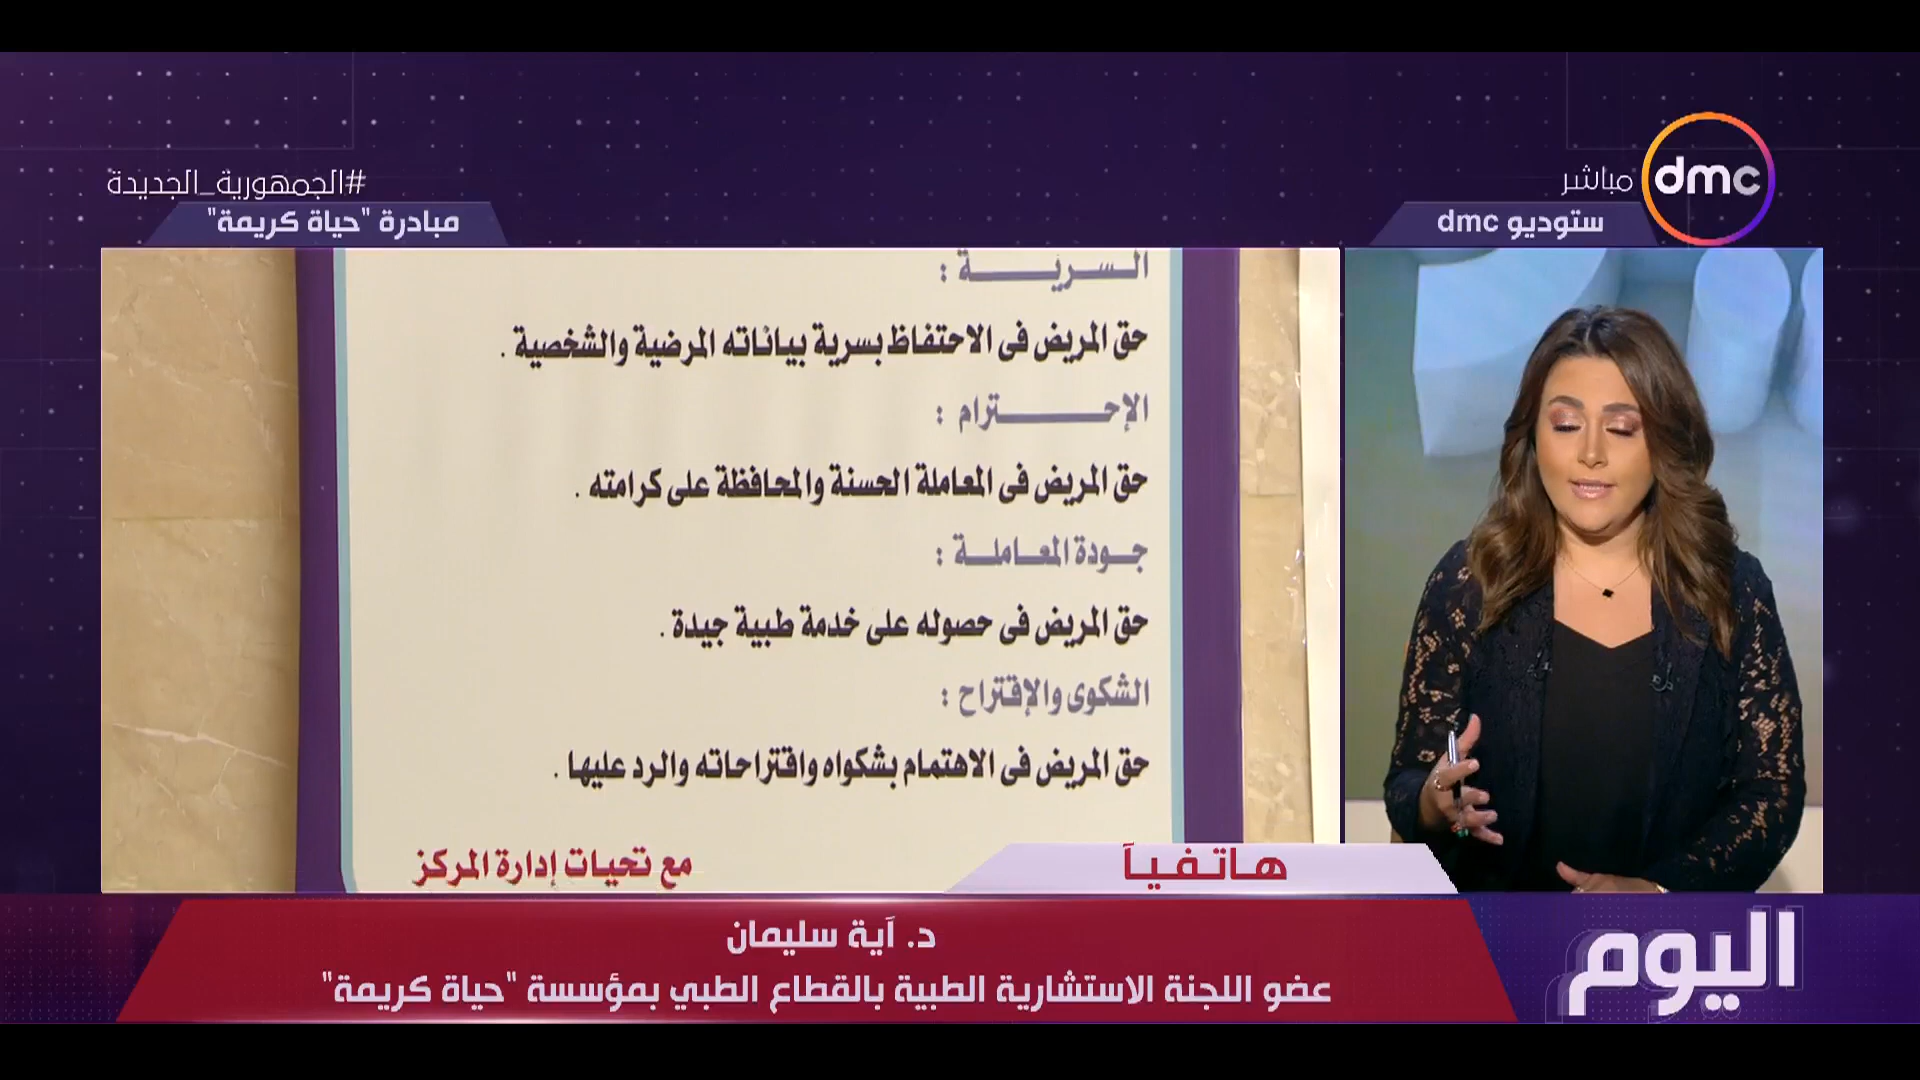 dmc
مباشر
#الجمهورية_الجديدة
ستوديو dmc
مبادرة "حياة كريمة"
السرية :
حق المريض فى الاحتفاظ بسرية بياناته المرضية والشخصية .
الإحترام :
حق المريض فى المعاملة الحسنة والمحافظة على كرامته .
جودة المعاملة :
حق المريض فى حصوله على خدمة طبية جيدة .
الشكوى والإقتراح :
حق المريض فى الاهتمام بشكواه واقتراحاته والرد عليها .
مع تحيات إدارة المركز
هاتفياً
د. آية سليمان
عضو اللجنة الاستشارية الطبية بالقطاع الطبي بمؤسسة "حياة كريمة"
اليوم